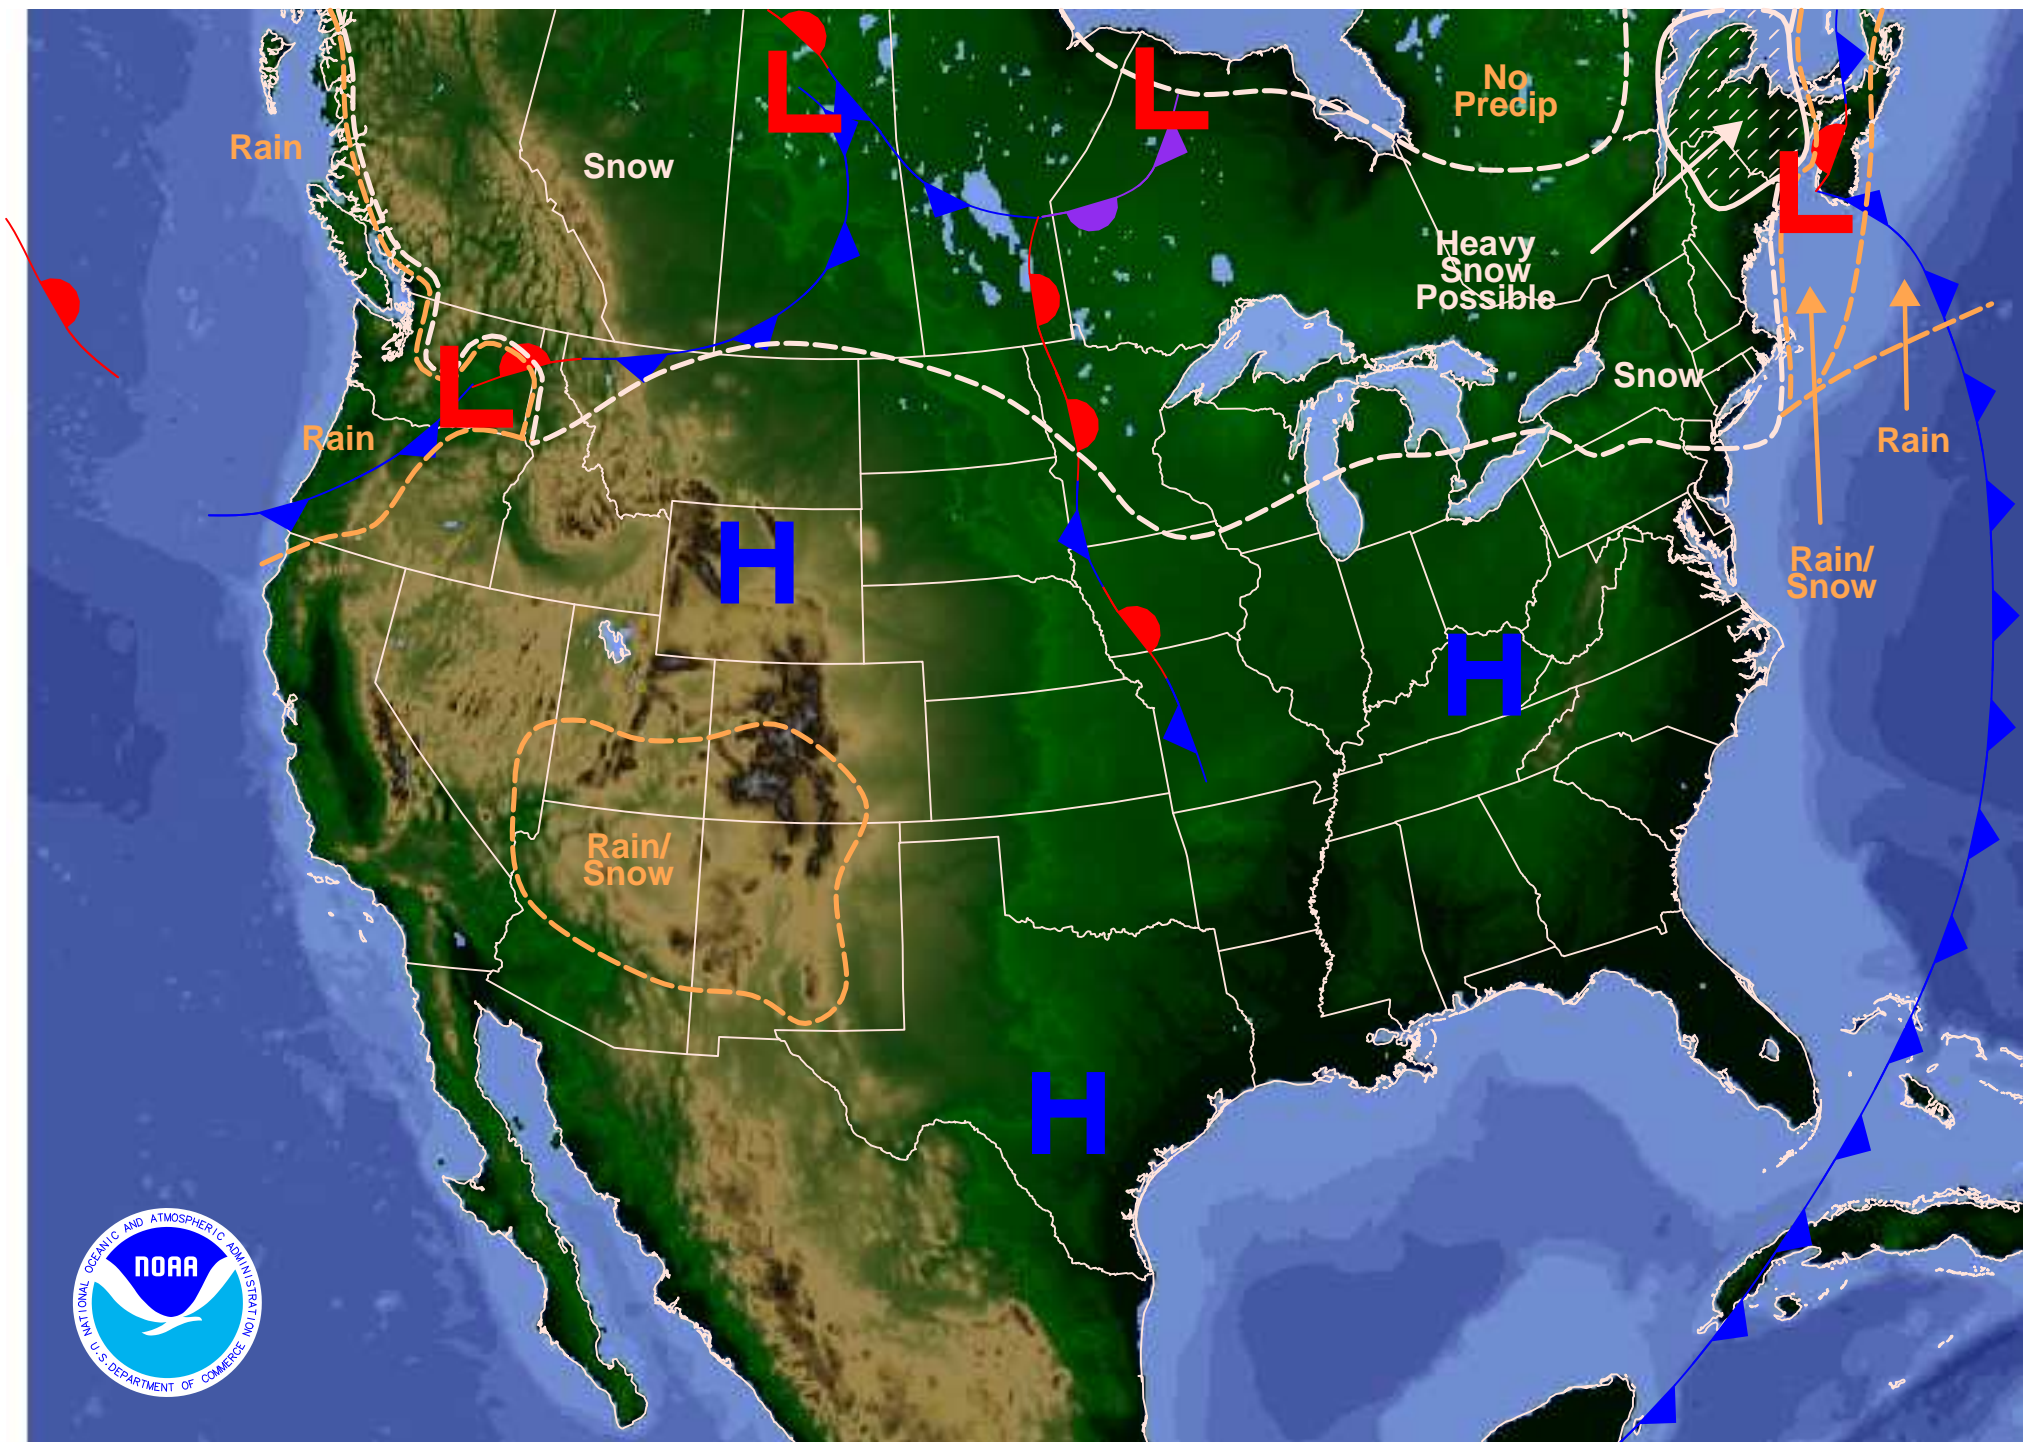 L
L
No
Precip
Rain
Snow
L
Heavy
Snow
Possible
L
Snow
Rain
Rain
H
Rain/
Snow
H
Rain/
Snow
H
NATIONAL OCEANIC AND ATMOSPHERIC ADMINISTRATION
NOAA
U.S. DEPARTMENT OF COMMERCE